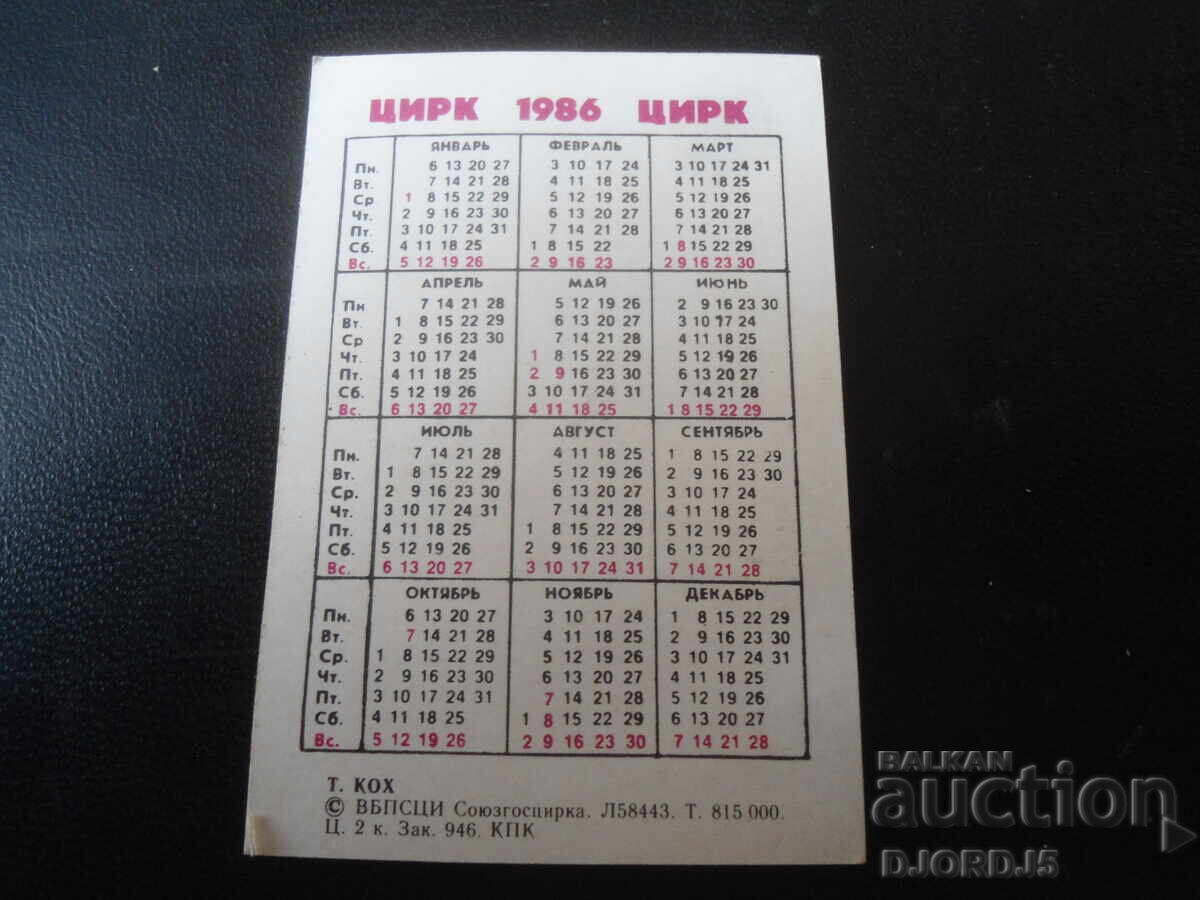 ЦИРК 1986 ЦИРК
ЯНВАРЬ ФЕВРАЛЬ МАРТ
Пн. 6 13 20 27 3 10 17 24 3 10 17 24 31
Вт. 7 14 21 28 4 11 18 25 4 11 18 25
Ср 1 8 15 22 29 5 12 19 26 5 12 19 26
Чт. 2 9 16 23 30 6 13 20 27 6 13 20 27
Пт. 3 10 17 24 31 7 14 21 28 7 14 21 28
Сб. 4 11 18 25 1 8 15 22 1 8 15 22 29
Вс. 5 12 19 26 2 9 16 23 2 9 16 23 30
АПРЕЛЬ МАЙ ИЮНЬ
Пн 7 14 21 28 5 12 19 26 2 9 16 23 30
Вт. 1 8 15 22 29 6 13 20 27 3 10 17 24
Ср 2 9 16 23 30 7 14 21 28 4 11 18 25
Чт. 3 10 17 24 1 8 15 22 29 5 12 19 26
Пт. 4 11 18 25 2 9 16 23 30 6 13 20 27
Сб. 5 12 19 26 3 10 17 24 31 7 14 21 28
Вс. 6 13 20 27 4 11 18 25 1 8 15 22 29
ИЮЛЬ АВГУСТ СЕНТЯБРЬ
Пн. 7 14 21 28 4 11 18 25 1 8 15 22 29
Вт. 1 8 15 22 29 5 12 19 26 2 9 16 23 30
Ср. 2 9 16 23 30 6 13 20 27 3 10 17 24
Чт. 3 10 17 24 31 7 14 21 28 4 11 18 25
Пт. 4 11 18 25 1 8 15 22 29 5 12 19 26
Сб. 5 12 19 26 2 9 16 23 30 6 13 20 27
Вс. 6 13 20 27 3 10 17 24 31 7 14 21 28
ОКТЯБРЬ НОЯБРЬ ДЕКАБРЬ
Пн. 6 13 20 27 3 10 17 24 1 8 15 22 29
Вт. 7 14 21 28 4 11 18 25 2 9 16 23 30
Ср. 1 8 15 22 29 5 12 19 26 3 10 17 24 31
Чт. 2 9 16 23 30 6 13 20 27 4 11 18 25
Пт. 3 10 17 24 31 7 14 21 28 5 12 19 26
Сб. 4 11 18 25 1 8 15 22 29 6 13 20 27
Вс. 5 12 19 26 2 9 16 23 30 7 14 21 28
Т. КОХ
© ВБПСЦИ Союзгосцирка. Л58443. Т. 815 000.
Ц. 2 к. Зак. 946. КПК
BALKAN
auction
DJORDJ5